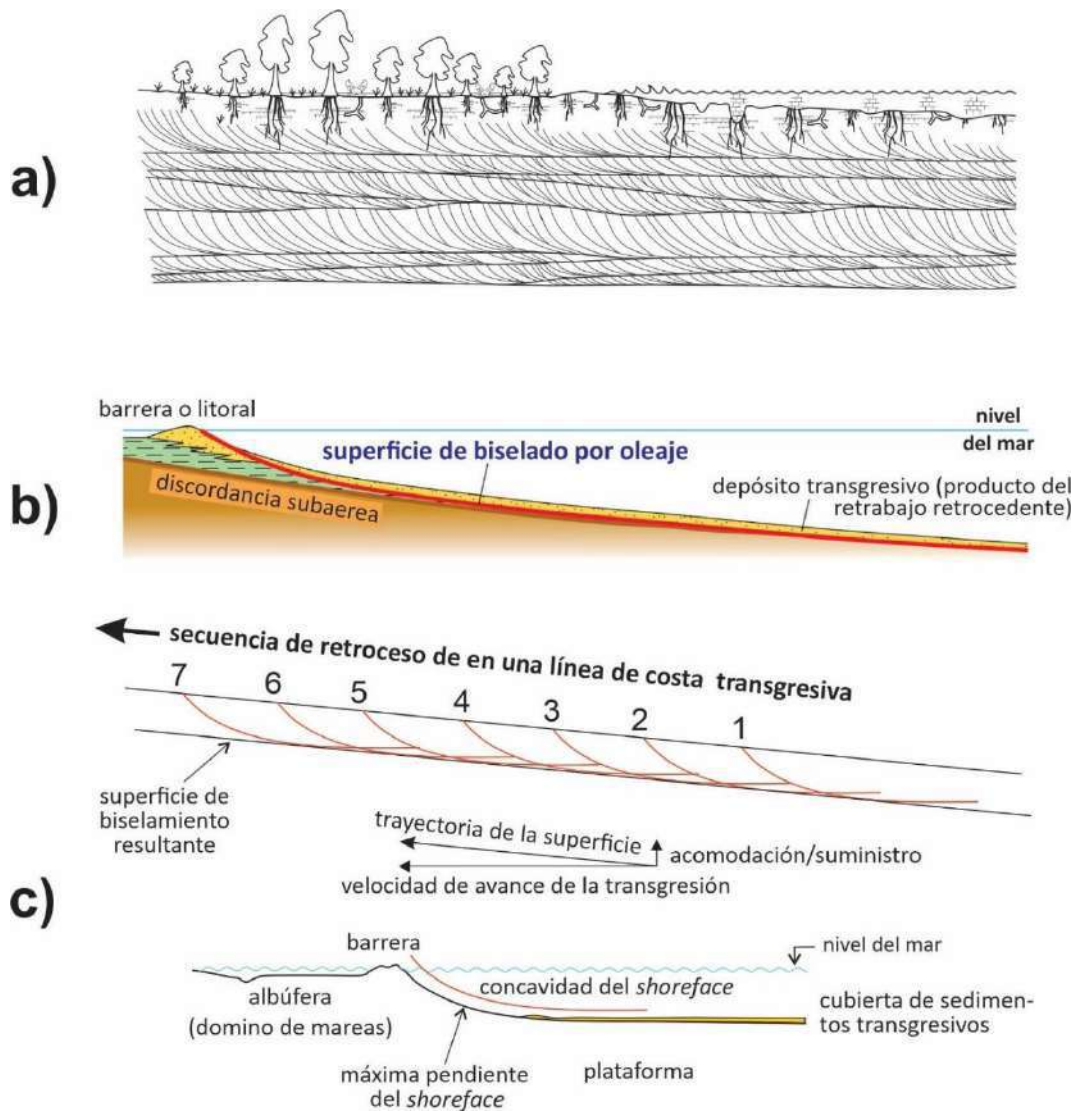 a)
barrera o litoral
nivel
del mar
superficie de biselado por oleaje
discordancia subaerea
depósito transgresivo (producto del
retrabajo retrocedente)
b)
secuencia de retroceso de en una línea de costa transgresiva
7 6 5 4 3 2 1
superficie de
biselamiento
resultante
trayectoria de la superficie
acomodación/suministro
velocidad de avance de la transgresión
c)
barrera
nivel del mar
albúfera
(domino de mareas)
concavidad del shoreface
cubierta de sedimen-
tos transgresivos
máxima pendiente
del shoreface
plataforma